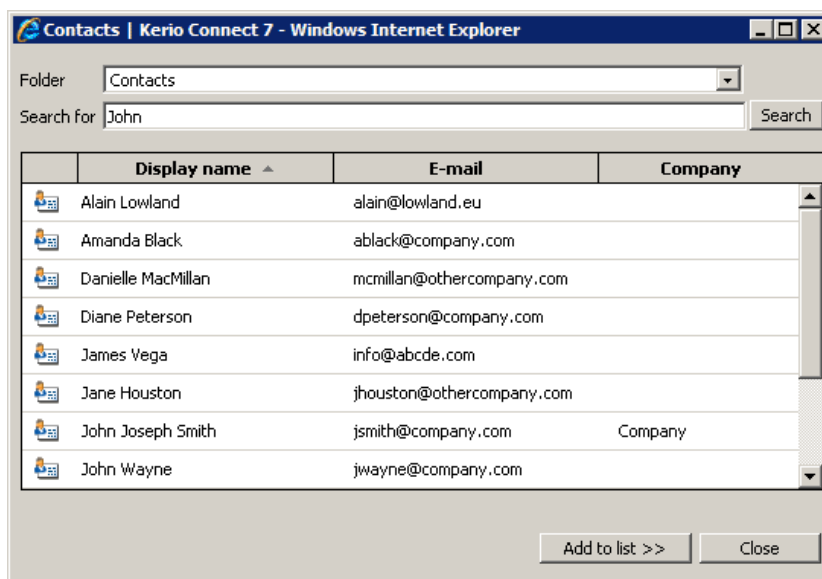 Contacts | Kerio Connect 7 - Windows Internet Explorer
Folder Contacts
Search for John Search
Display name E-mail Company
Alain Lowland alain@lowland.eu
Amanda Black ablack@company.com
Danielle MacMillan mcmillan@othercompany.com
Diane Peterson dpeterson@company.com
James Vega info@abcde.com
Jane Houston jhouston@othercompany.com
John Joseph Smith jsmith@company.com Company
John Wayne jwayne@company.com
Add to list >> Close